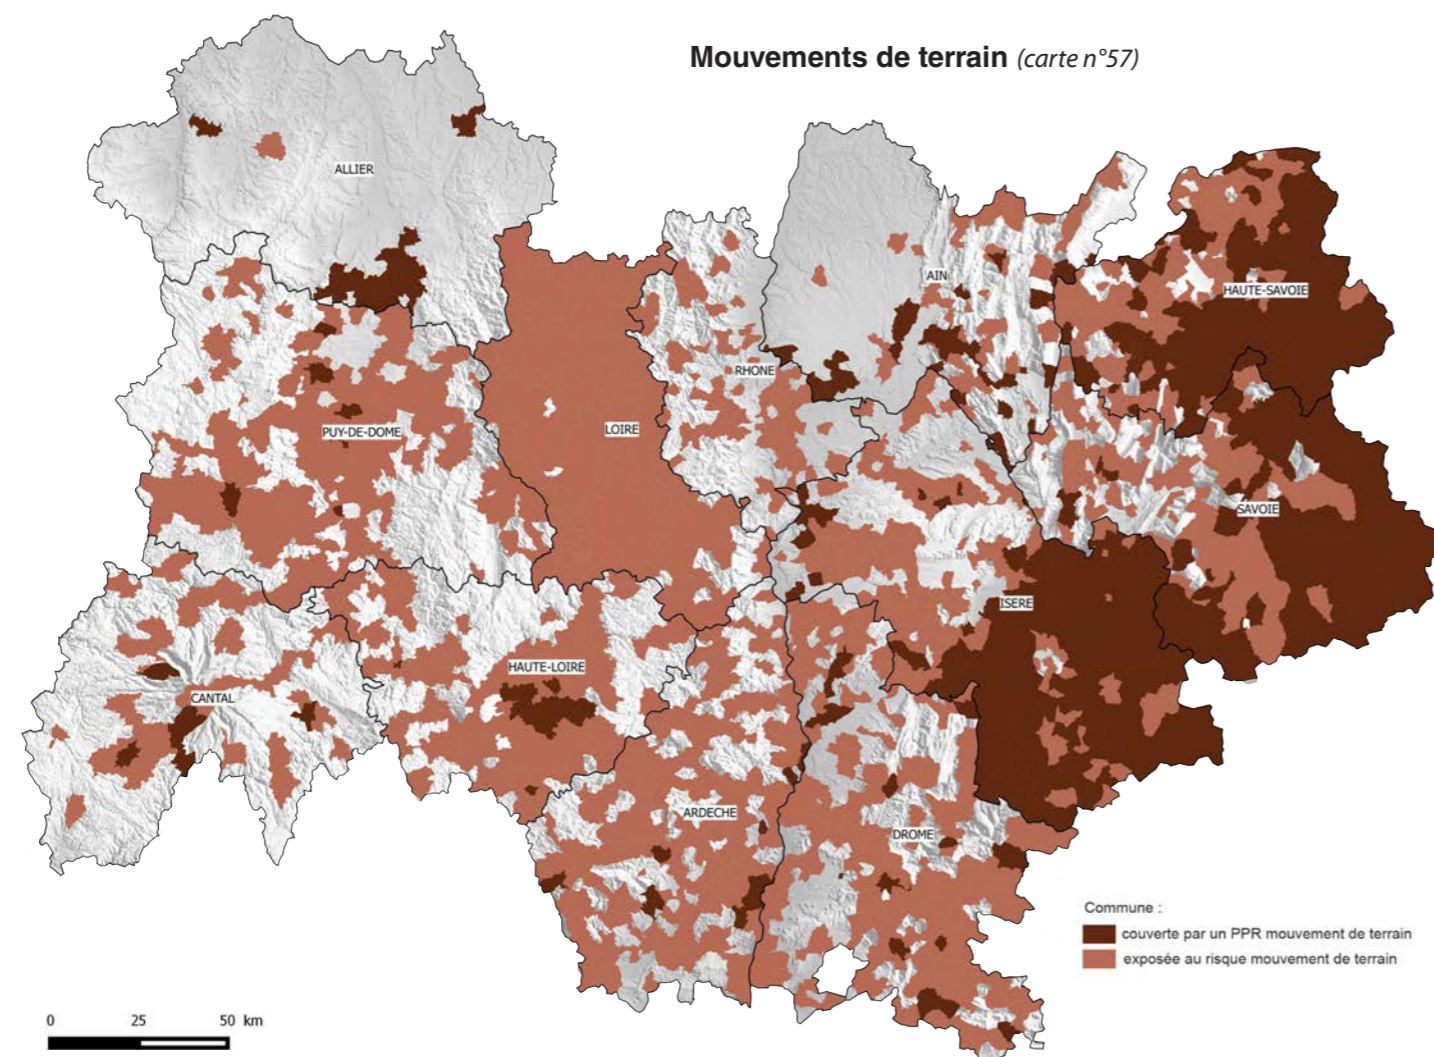 Mouvements de terrain (carte n°57)
ALLIER
AIN
HAUTE-SAVOIE
RHONE
PUY-DE-DOME
LOIRE
SAVOIE
ISERE
HAUTE-LOIRE
CANTAL
ARDECHE
DROME
Commune :
couverte par un PPR mouvement de terrain
exposée au risque mouvement de terrain
0 25 50 km